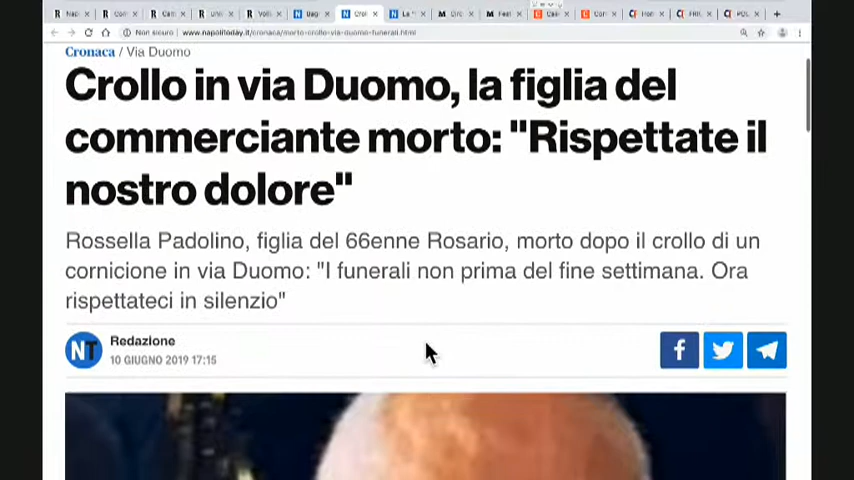 Non sicuro
www.napolitoday.it/cronaca/morto-crollo-via-duomo-funerali.html
Cronaca / Via Duomo
Crollo in via Duomo, la figlia del
commerciante morto: "Rispettate il
nostro dolore"
Rossella Padolino, figlia del 66enne Rosario, morto dopo il crollo di un
cornicione in via Duomo: "I funerali non prima del fine settimana. Ora
rispettateci in silenzio"
NT
Redazione
10 GIUGNO 2019 17:15